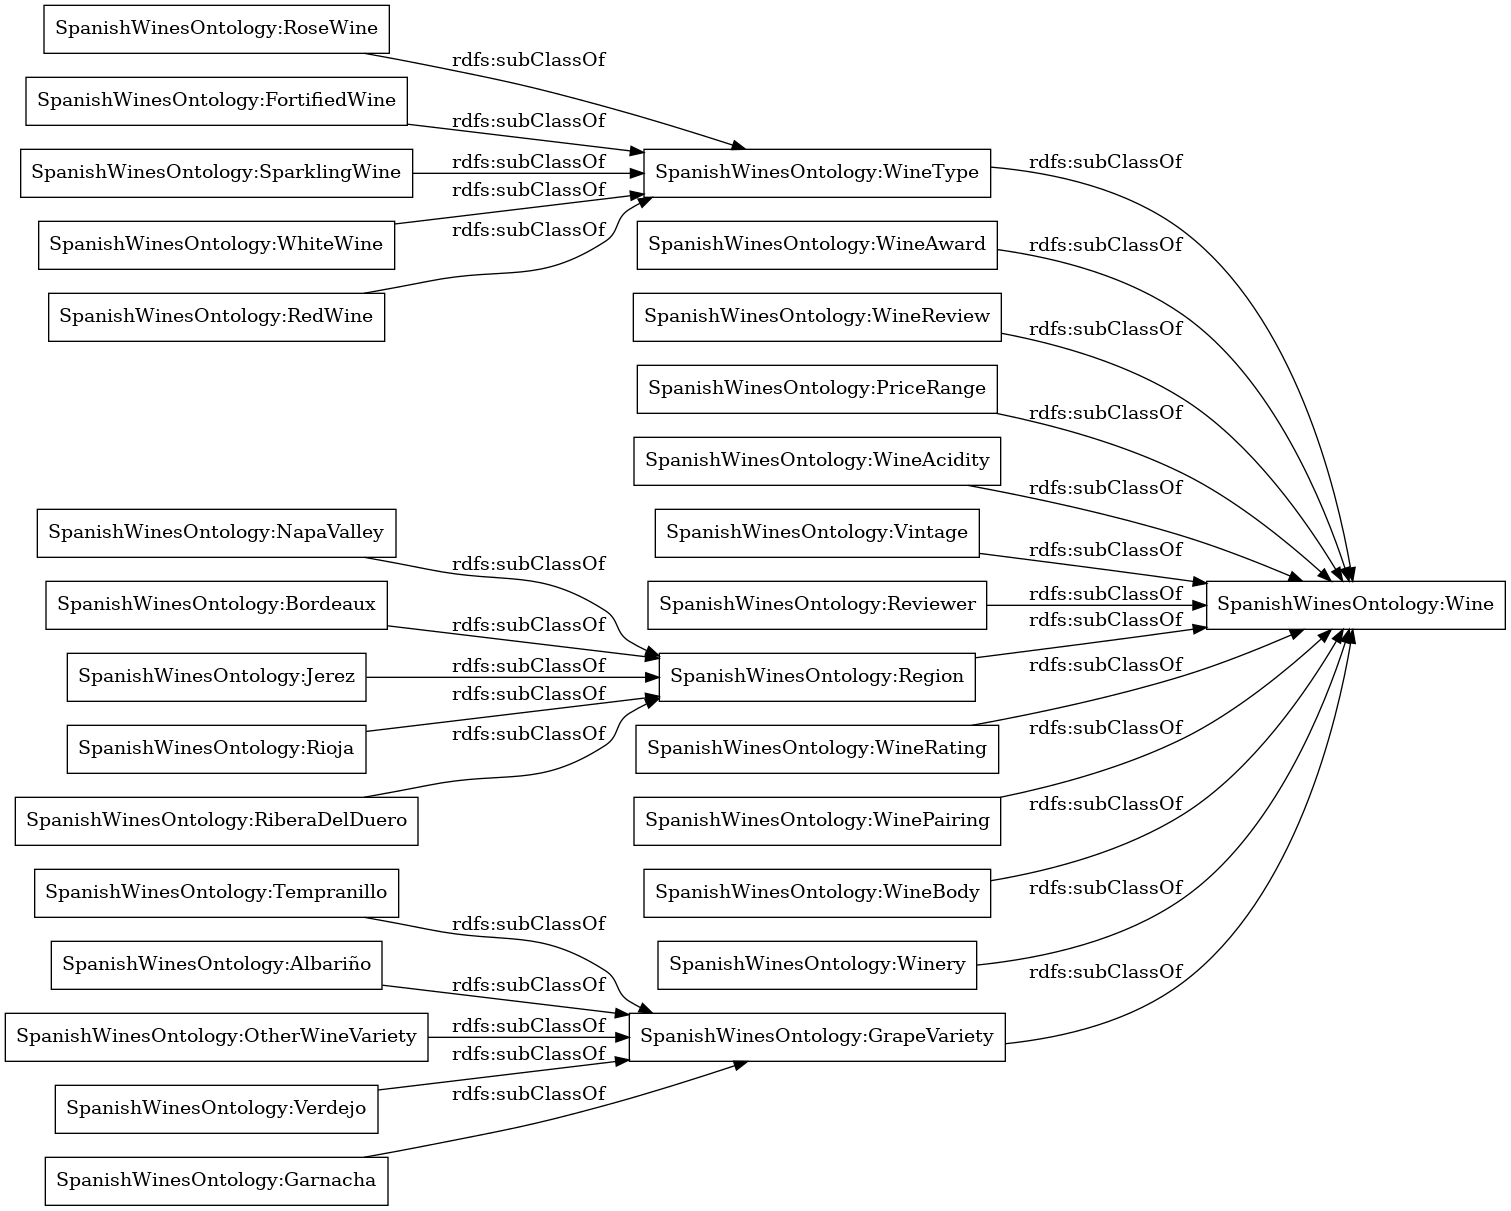 SpanishWinesOntology:RoseWine
rdfs:subClassOf
SpanishWinesOntology:FortifiedWine
rdfs:subClassOf
SpanishWinesOntology:SparklingWine
rdfs:subClassOf
SpanishWinesOntology:WineType
rdfs:subClassOf
rdfs:subClassOf
SpanishWinesOntology:WhiteWine
rdfs:subClassOf
SpanishWinesOntology:WineAward
rdfs:subClassOf
SpanishWinesOntology:RedWine
SpanishWinesOntology:WineReview
rdfs:subClassOf
SpanishWinesOntology:PriceRange
rdfs:subClassOf
SpanishWinesOntology:WineAcidity
rdfs:subClassOf
SpanishWinesOntology:NapaValley
rdfs:subClassOf
SpanishWinesOntology:Vintage
rdfs:subClassOf
SpanishWinesOntology:Bordeaux
rdfs:subClassOf
SpanishWinesOntology:Reviewer
rdfs:subClassOf
SpanishWinesOntology:Wine
SpanishWinesOntology:Jerez
rdfs:subClassOf
SpanishWinesOntology:Region
rdfs:subClassOf
rdfs:subClassOf
SpanishWinesOntology:Rioja
rdfs:subClassOf
SpanishWinesOntology:WineRating
rdfs:subClassOf
SpanishWinesOntology:RiberaDelDuero
SpanishWinesOntology:WinePairing
rdfs:subClassOf
SpanishWinesOntology:Tempranillo
rdfs:subClassOf
SpanishWinesOntology:WineBody
rdfs:subClassOf
SpanishWinesOntology:Albariño
rdfs:subClassOf
SpanishWinesOntology:Winery
rdfs:subClassOf
SpanishWinesOntology:OtherWineVariety
rdfs:subClassOf
SpanishWinesOntology:GrapeVariety
rdfs:subClassOf
SpanishWinesOntology:Verdejo
rdfs:subClassOf
SpanishWinesOntology:Garnacha